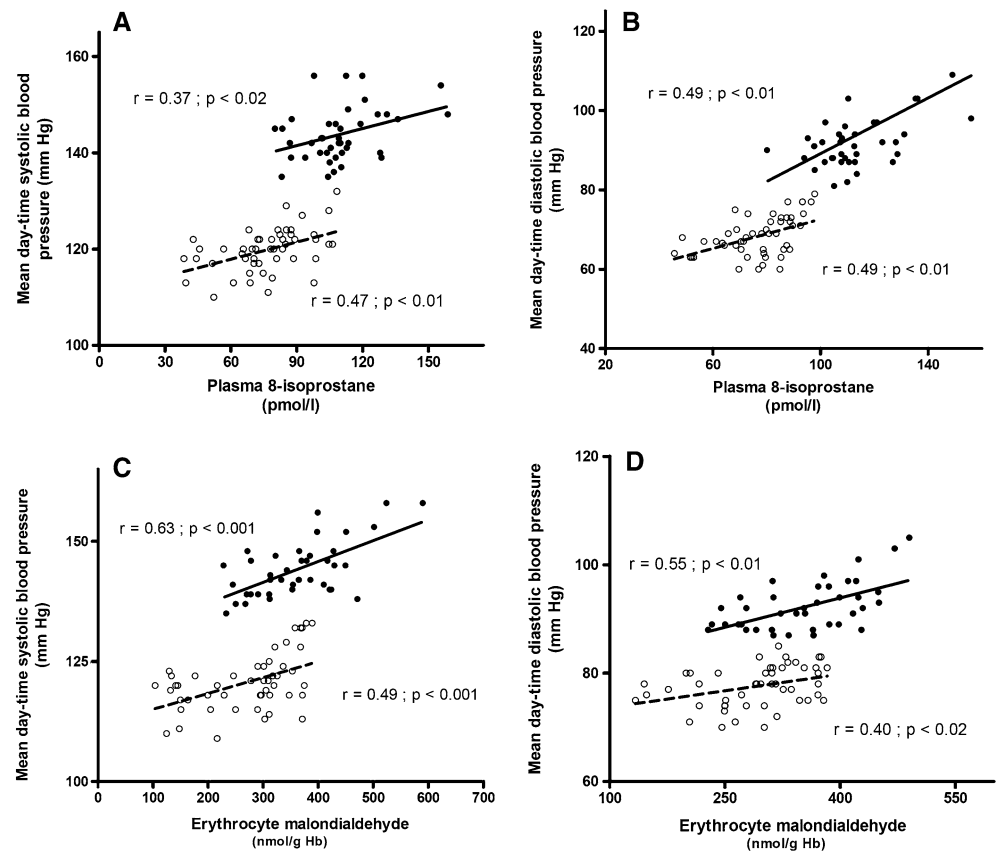 A
Mean day-time systolic blood
pressure (mm Hg)
160
140
120
100
r = 0.37 ; p < 0.02
r = 0.47 ; p < 0.01
0 30 60 90 120 150
Plasma 8-isoprostane
(pmol/l)
B
Mean day-time diastolic blood pressure
(mm Hg)
120
100
80
60
40
r = 0.49 ; p < 0.01
r = 0.49 ; p < 0.01
20 60 100 140
Plasma 8-isoprostane
(pmol/l)
C
Mean day-time systolic blood pressure
(mm Hg)
150
125
100
r = 0.63 ; p < 0.001
r = 0.49 ; p < 0.001
0 100 200 300 400 500 600 700
Erythrocyte malondialdehyde
(nmol/g Hb)
D
Mean day-time diastolic blood pressure
(mm Hg)
120
100
80
60
r = 0.55 ; p < 0.01
r = 0.40 ; p < 0.02
100 250 400 550
Erythrocyte malondialdehyde
(nmol/g Hb)